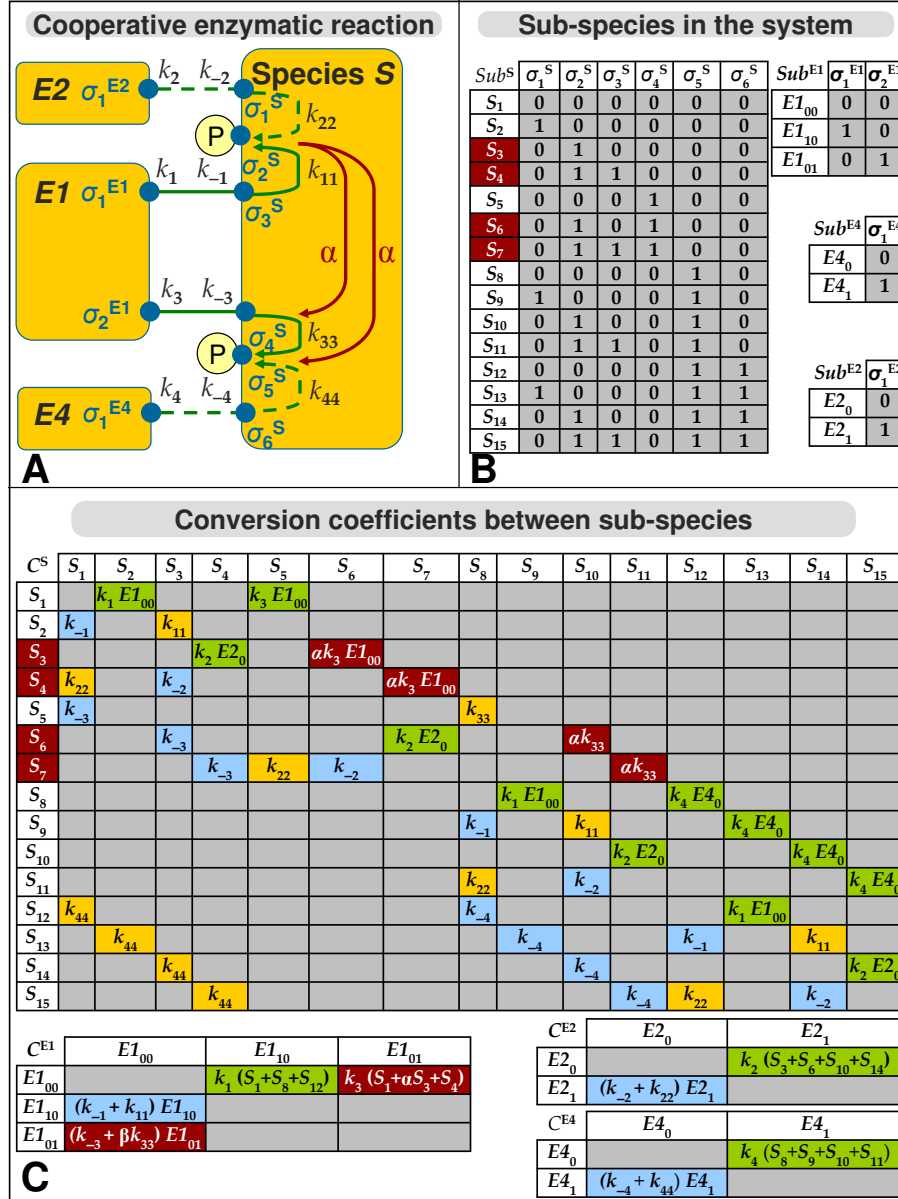 Cooperative enzymatic reaction
E2 σ₁ᴱ² k₂ k₋₂ Species S
σ₁ˢ
k₂₂
P
σ₂ˢ
E1 σ₁ᴱ¹ k₁ k₋₁ k₁₁
σ₃ˢ
α α
σ₂ᴱ¹ k₃ k₋₃
σ₄ˢ k₃₃
P
σ₅ˢ
E4 σ₁ᴱ⁴ k₄ k₋₄ k₄₄
σ₆ˢ
A
Sub-species in the system
Subˢ σ₁ˢ σ₂ˢ σ₃ˢ σ₄ˢ σ₅ˢ σ₆ˢ
S₁ 0 0 0 0 0 0
S₂ 1 0 0 0 0 0
S₃ 0 1 0 0 0 0
S₄ 0 1 1 0 0 0
S₅ 0 0 0 1 0 0
S₆ 0 1 0 1 0 0
S₇ 0 1 1 1 0 0
S₈ 0 0 0 0 1 0
S₉ 1 0 0 0 1 0
S₁₀ 0 1 0 0 1 0
S₁₁ 0 1 1 0 1 0
S₁₂ 0 0 0 0 1 1
S₁₃ 1 0 0 0 1 1
S₁₄ 0 1 0 0 1 1
S₁₅ 0 1 1 0 1 1
Subᴱ¹ σ₁ᴱ¹ σ₂ᴱ¹
E1₀₀ 0 0
E1₁₀ 1 0
E1₀₁ 0 1
Subᴱ⁴ σ₁ᴱ⁴
E4₀ 0
E4₁ 1
Subᴱ² σ₁ᴱ²
E2₀ 0
E2₁ 1
B
Conversion coefficients between sub-species
Cˢ S₁ S₂ S₃ S₄ S₅ S₆ S₇ S₈ S₉ S₁₀ S₁₁ S₁₂ S₁₃ S₁₄ S₁₅
S₁ k₁ E1₀₀ k₃ E1₀₀
S₂ k₋₁ k₁₁
S₃ k₂ E2₀ αk₃ E1₀₀
S₄ k₂₂ k₋₂ αk₃ E1₀₀
S₅ k₋₃ k₃₃
S₆ k₋₃ k₂ E2₀ αk₃₃
S₇ k₋₃ k₂₂ k₋₂ αk₃₃
S₈ k₁ E1₀₀ k₄ E4₀
S₉ k₋₁ k₁₁ k₄ E4₀
S₁₀ k₂ E2₀ k₄ E4₀
S₁₁ k₂₂ k₋₂ k₄ E4₀
S₁₂ k₄₄ k₋₄ k₁ E1₀₀
S₁₃ k₄₄ k₋₄ k₋₁ k₁₁
S₁₄ k₄₄ k₋₄ k₂ E2₀
S₁₅ k₄₄ k₋₄ k₂₂ k₋₂
Cᴱ¹ E1₀₀ E1₁₀ E1₀₁
E1₀₀ k₁ (S₁+S₈+S₁₂) k₃ (S₁+αS₃+S₄)
E1₁₀ (k₋₁ + k₁₁) E1₁₀
E1₀₁ (k₋₃ + βk₃₃) E1₀₁
Cᴱ² E2₀ E2₁
E2₀ k₂ (S₃+S₆+S₁₀+S₁₄)
E2₁ (k₋₂ + k₂₂) E2₁
Cᴱ⁴ E4₀ E4₁
E4₀ k₄ (S₈+S₉+S₁₀+S₁₁)
E4₁ (k₋₄ + k₄₄) E4₁
C